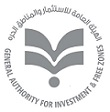 الهيئة العامة للاستثمار والمناطق الحرة
GENERAL AUTHORITY FOR INVESTMENT & FREE ZONES